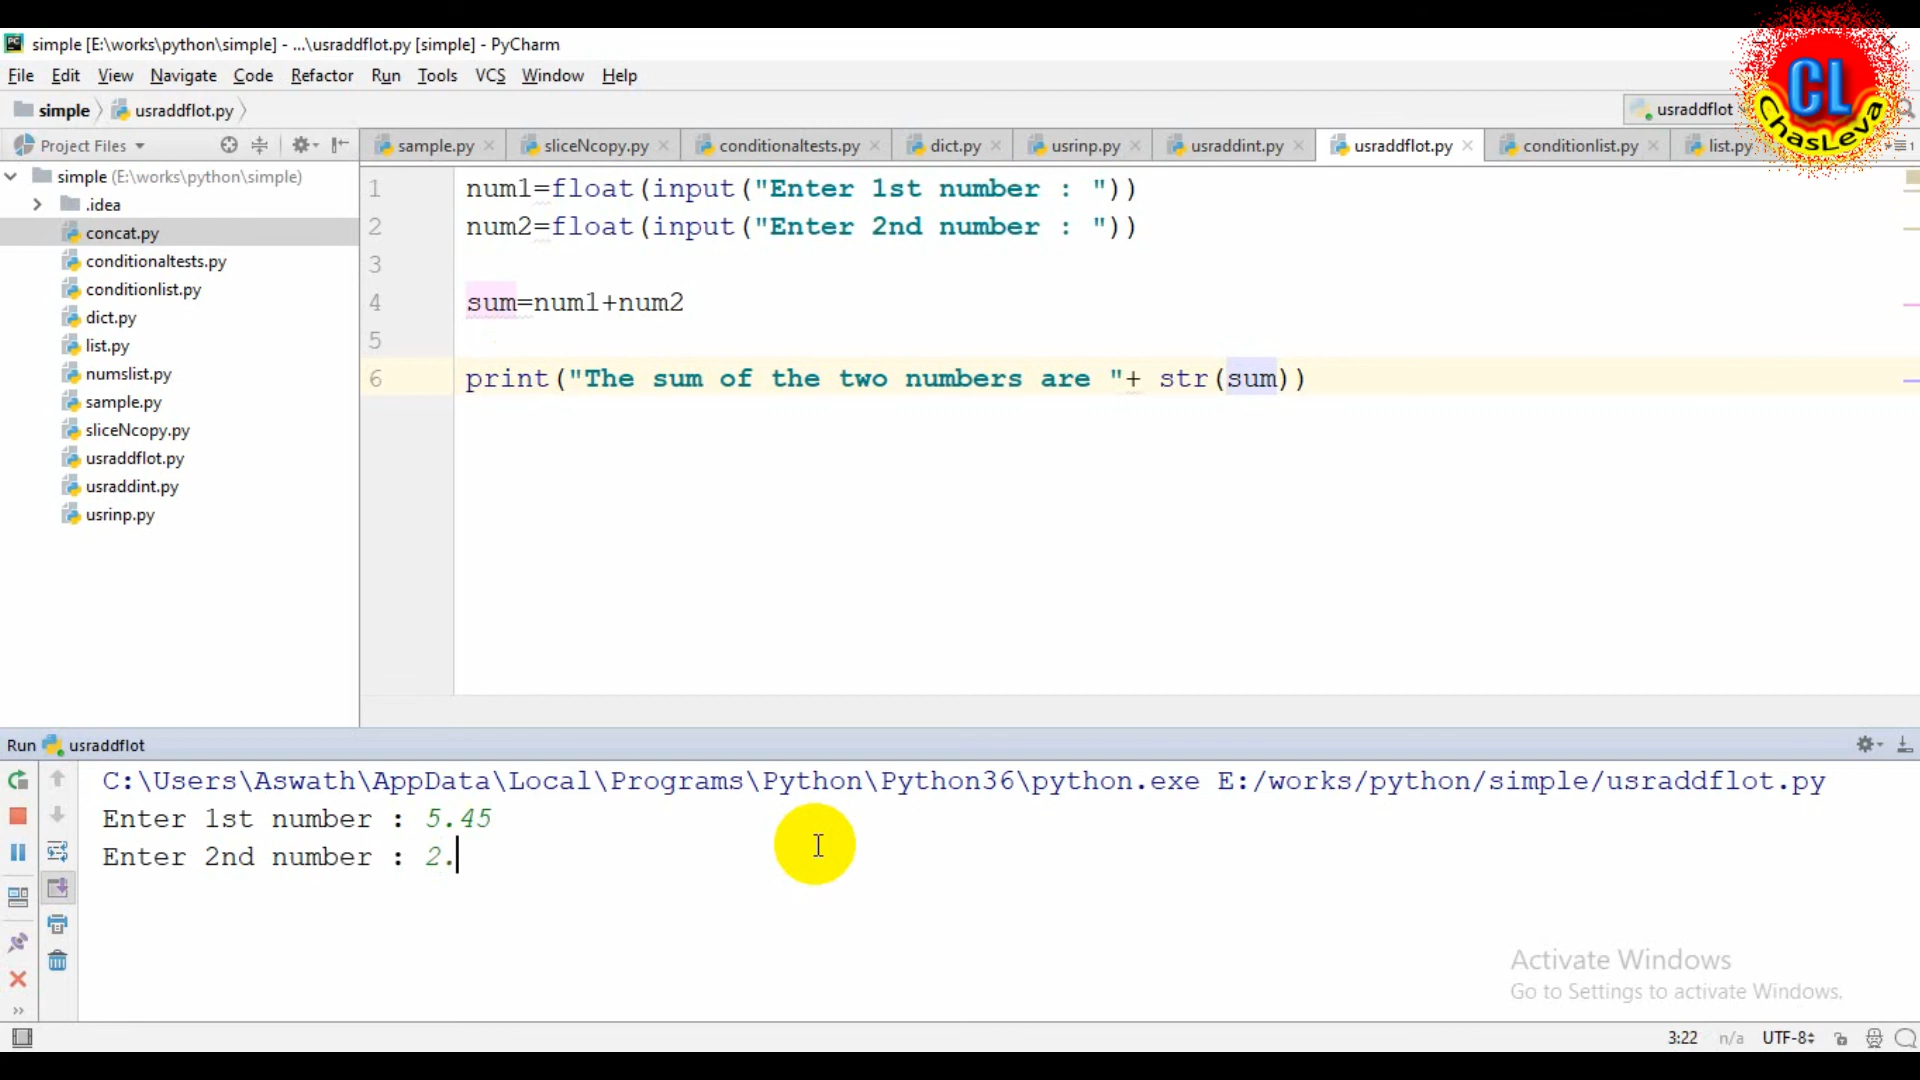 simple [E:\works\python\simple] - ...\usraddflot.py [simple] - PyCharm
File Edit View Navigate Code Refactor Run Tools VCS Window Help
simple usraddflot.py usraddflot
CL
ChasLeva
Project Files
sample.py sliceNcopy.py conditionaltests.py dict.py usrinp.py usraddint.py usraddflot.py conditionlist.py list.py
simple (E:\works\python\simple)
.idea
concat.py
conditionaltests.py
conditionlist.py
dict.py
list.py
numslist.py
sample.py
sliceNcopy.py
usraddflot.py
usraddint.py
usrinp.py
1 num1=float(input("Enter 1st number : "))
2 num2=float(input("Enter 2nd number : "))
3
4 sum=num1+num2
5
6 print("The sum of the two numbers are "+ str(sum))
Run usraddflot
C:\Users\Aswath\AppData\Local\Programs\Python\Python36\python.exe E:/works/python/simple/usraddflot.py
Enter 1st number : 5.45
Enter 2nd number : 2.
Activate Windows
Go to Settings to activate Windows.
3:22 n/a UTF-8